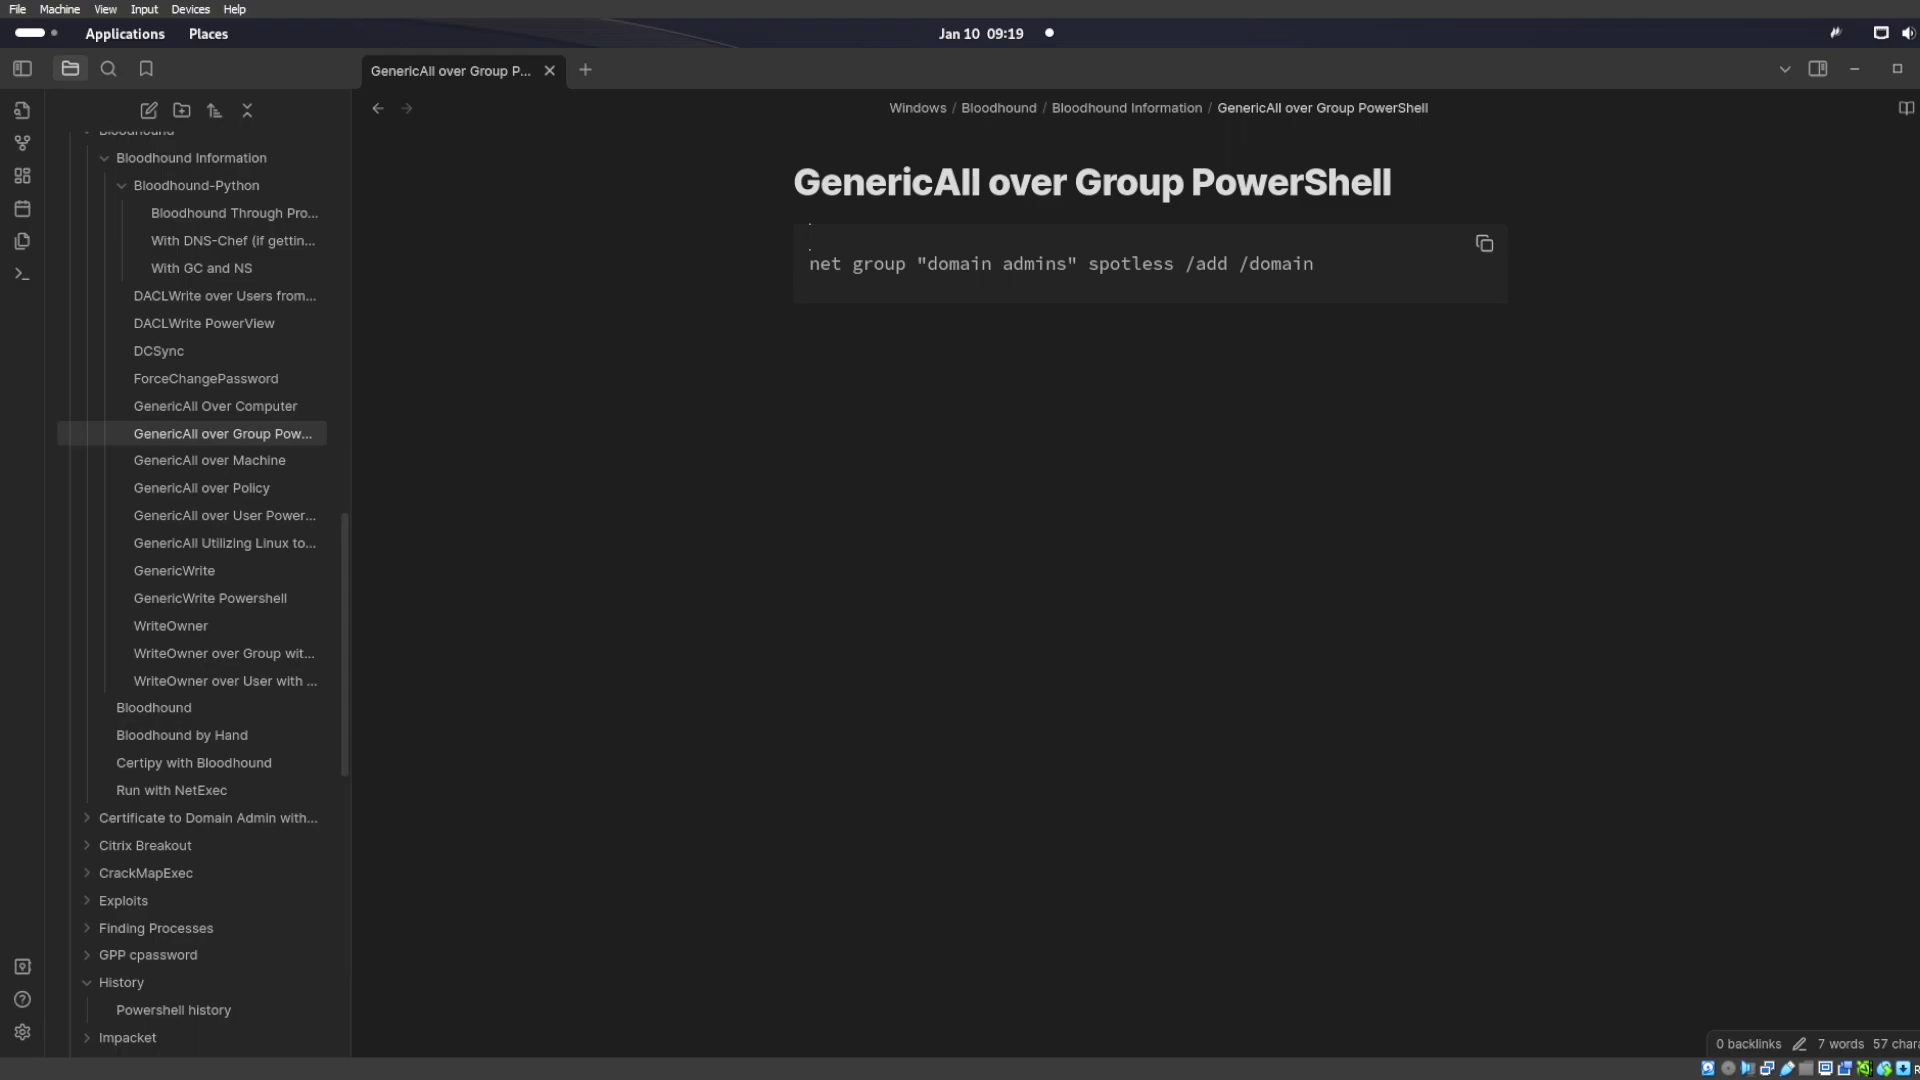 File Machine View Input Devices Help
Applications Places Jan 10 09:19
GenericAll over Group P...
Windows / Bloodhound / Bloodhound Information / GenericAll over Group PowerShell
Bloodhound
Bloodhound Information
Bloodhound-Python
Bloodhound Through Pro...
With DNS-Chef (if gettin...
With GC and NS
DACLWrite over Users from...
DACLWrite PowerView
DCSync
ForceChangePassword
GenericAll Over Computer
GenericAll over Group Pow...
GenericAll over Machine
GenericAll over Policy
GenericAll over User Power...
GenericAll Utilizing Linux to...
GenericWrite
GenericWrite Powershell
WriteOwner
WriteOwner over Group wit...
WriteOwner over User with ...
Bloodhound
Bloodhound by Hand
Certipy with Bloodhound
Run with NetExec
Certificate to Domain Admin with...
Citrix Breakout
CrackMapExec
Exploits
Finding Processes
GPP cpassword
History
Powershell history
Impacket
GenericAll over Group PowerShell
net group "domain admins" spotless /add /domain
0 backlinks 7 words 57 chara